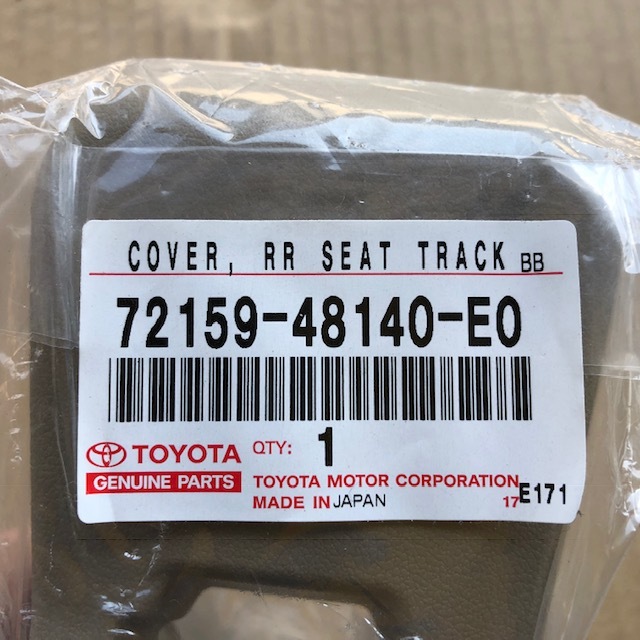 COVER, RR SEAT TRACK BB
72159-48140-E0
TOYOTA QTY: 1
GENUINE PARTS TOYOTA MOTOR CORPORATION
MADE IN JAPAN 17 E171